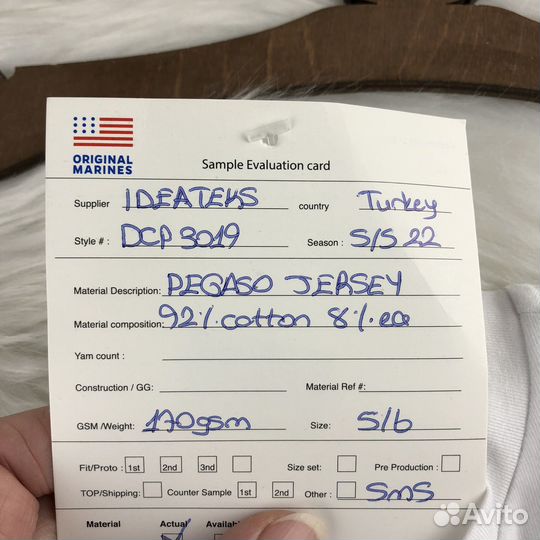 ORIGINAL
MARINES
Sample Evaluation card
Supplier IDEATEKS country Turkey
Style # : DCP 3019 Season : S/S 22
Material Description: PEGASO JERSEY
Material composition: 92% cotton 8% ea
Yarn count :
Construction / GG: Material Ref #:
GSM /Weight: 170gsm Size: 5/6
Fit/Proto : 1st 2nd 3rd Size set: Pre Production :
TOP/Shipping: Counter Sample 1st 2nd Other : SMS
Material Actual Available
Avito